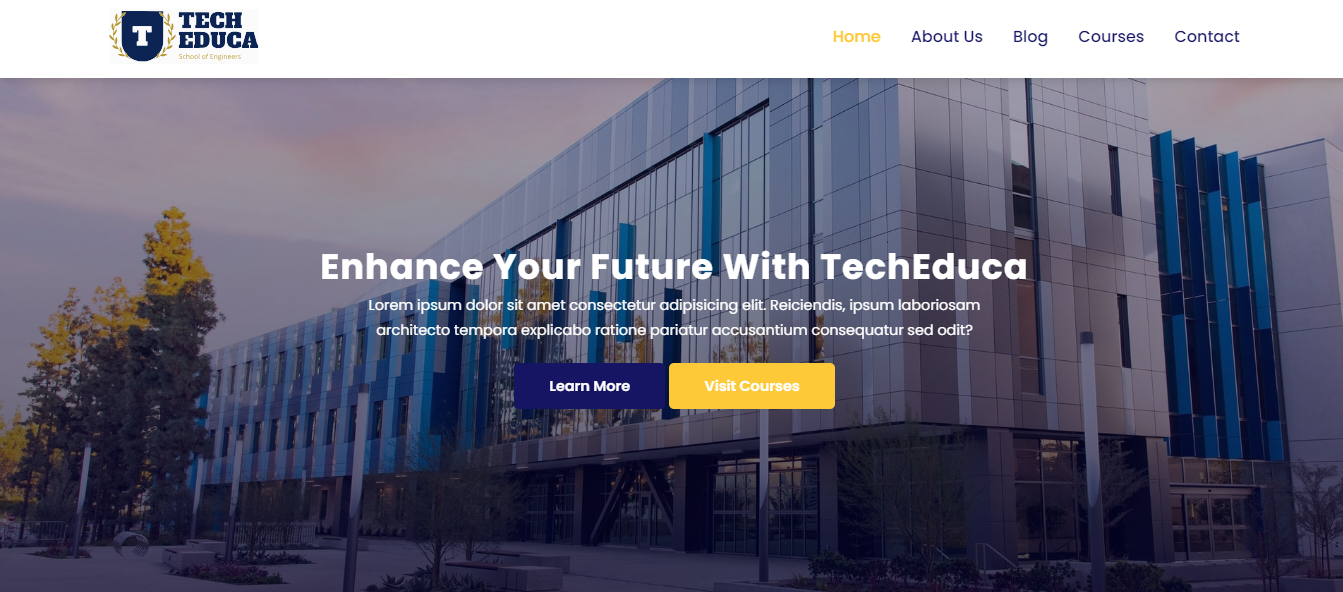 T
TECH
EDUCA
School of Engineers
Home About Us Blog Courses Contact
Enhance Your Future With TechEduca
Lorem ipsum dolor sit amet consectetur adipisicing elit. Reiciendis, ipsum laboriosam
architecto tempora explicabo ratione pariatur accusantium consequatur sed odit?
Learn More Visit Courses